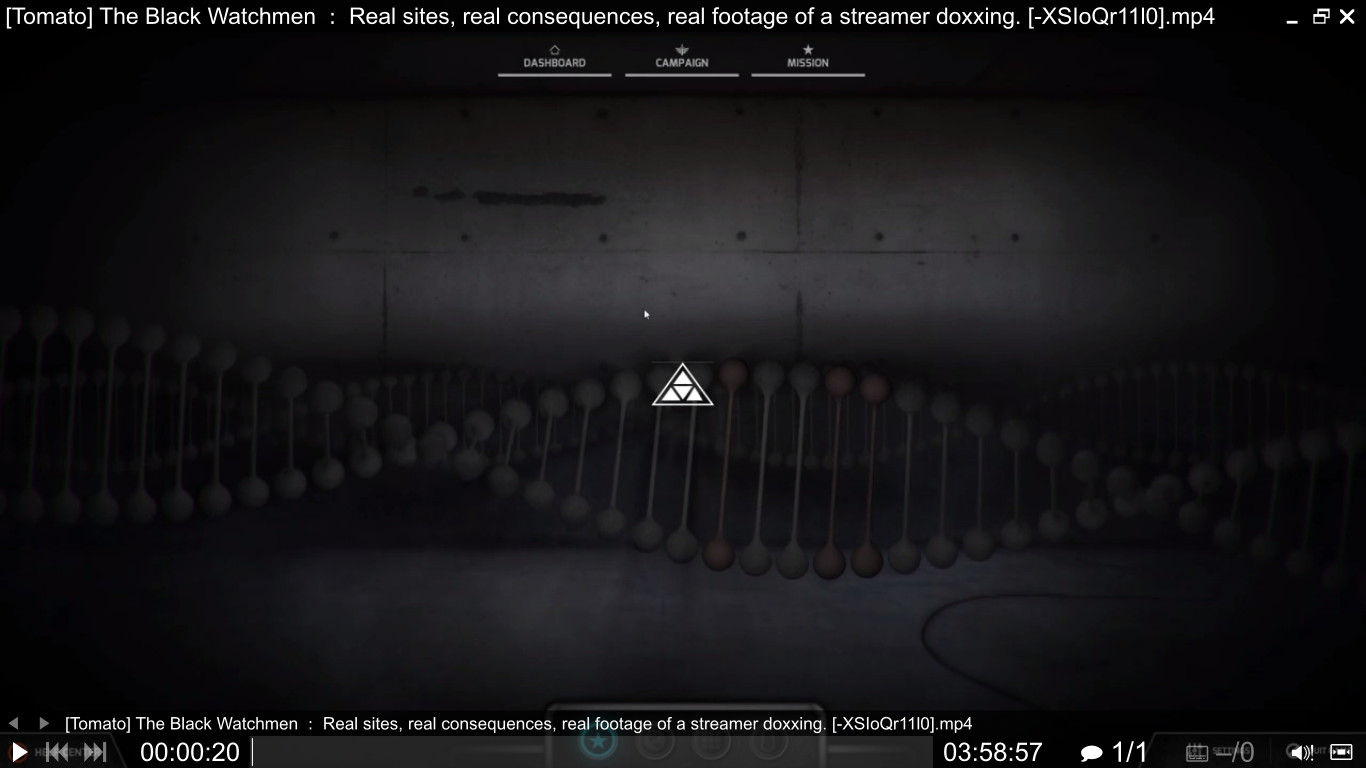 [Tomato] The Black Watchmen ： Real sites, real consequences, real footage of a streamer doxxing. [-XSIoQr11l0].mp4
DASHBOARD CAMPAIGN MISSION
[Tomato] The Black Watchmen ： Real sites, real consequences, real footage of a streamer doxxing. [-XSIoQr11l0].mp4
00:00:20 03:58:57 1/1 –/0